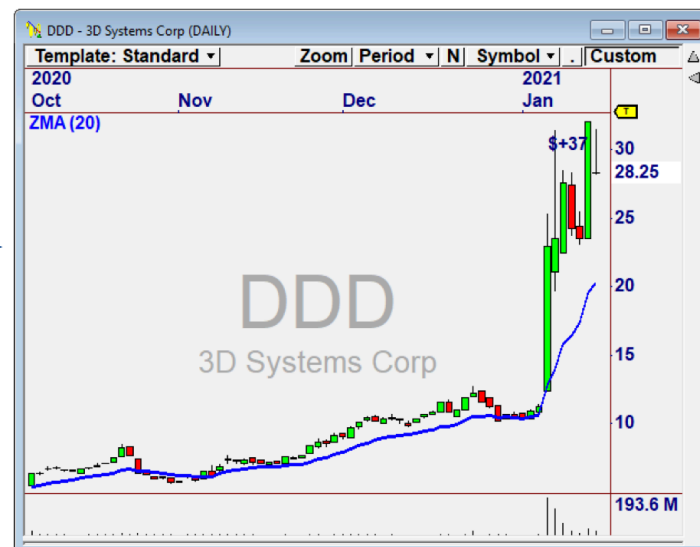 DDD - 3D Systems Corp (DAILY)
Template: Standard Zoom Period N Symbol . Custom
2020 2021
Oct Nov Dec Jan
T
ZMA (20)
$+37
30
28.25
25
20
15
10
DDD
3D Systems Corp
193.6 M